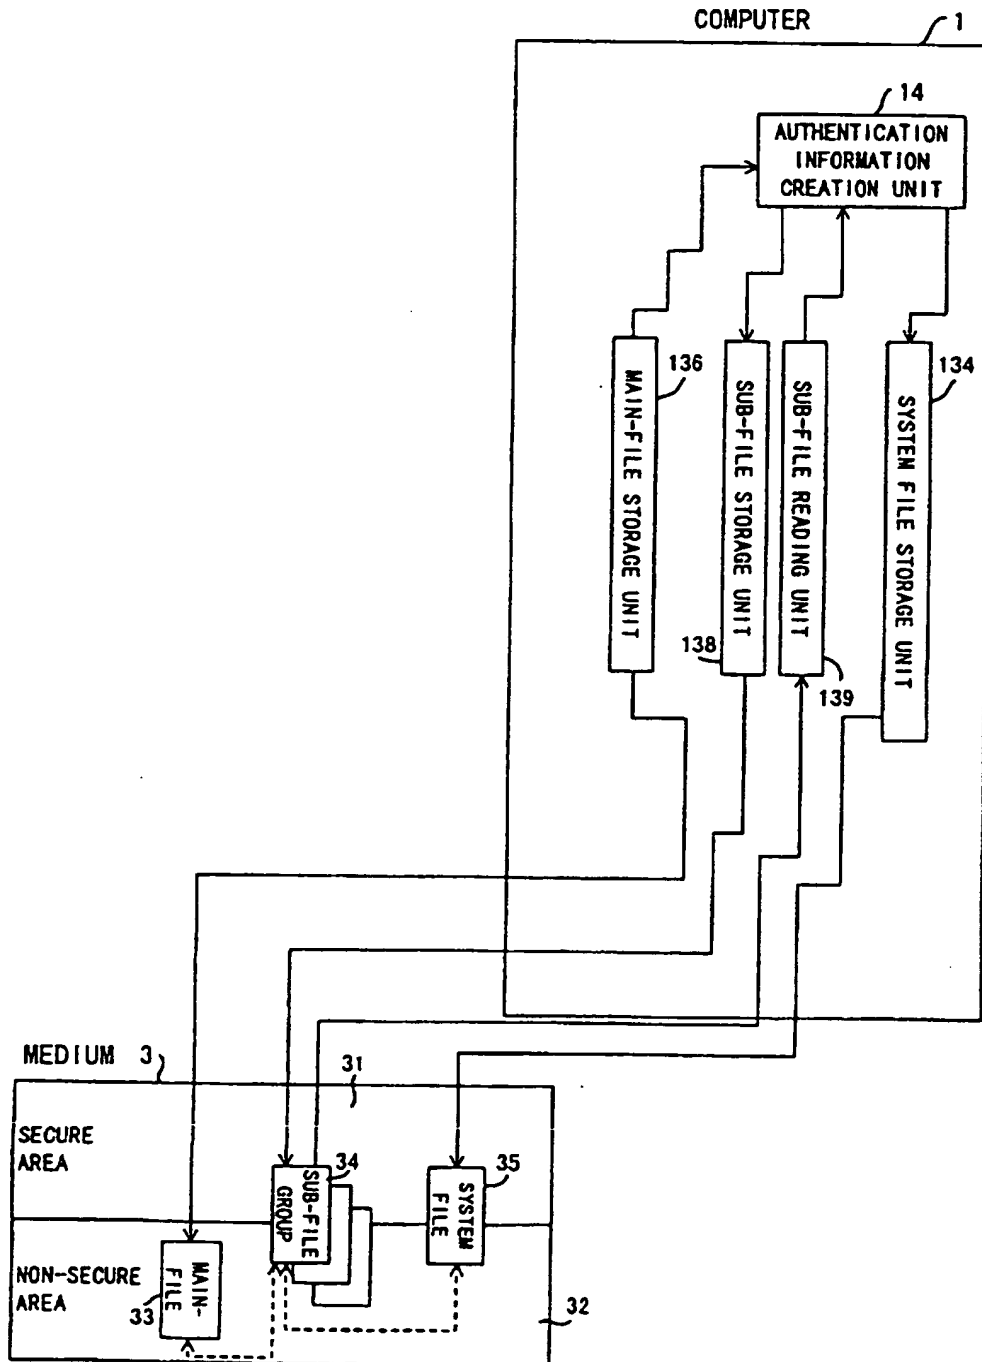 COMPUTER
1
14
AUTHENTICATION
INFORMATION
CREATION UNIT
136
MAIN-FILE STORAGE UNIT
SUB-FILE STORAGE UNIT
138
SUB-FILE READING UNIT
139
134
SYSTEM FILE STORAGE UNIT
MEDIUM 3
31
SECURE
AREA
34
SUB-FILE
GROUP
35
SYSTEM
FILE
NON-SECURE
AREA
MAIN-
FILE
33
32